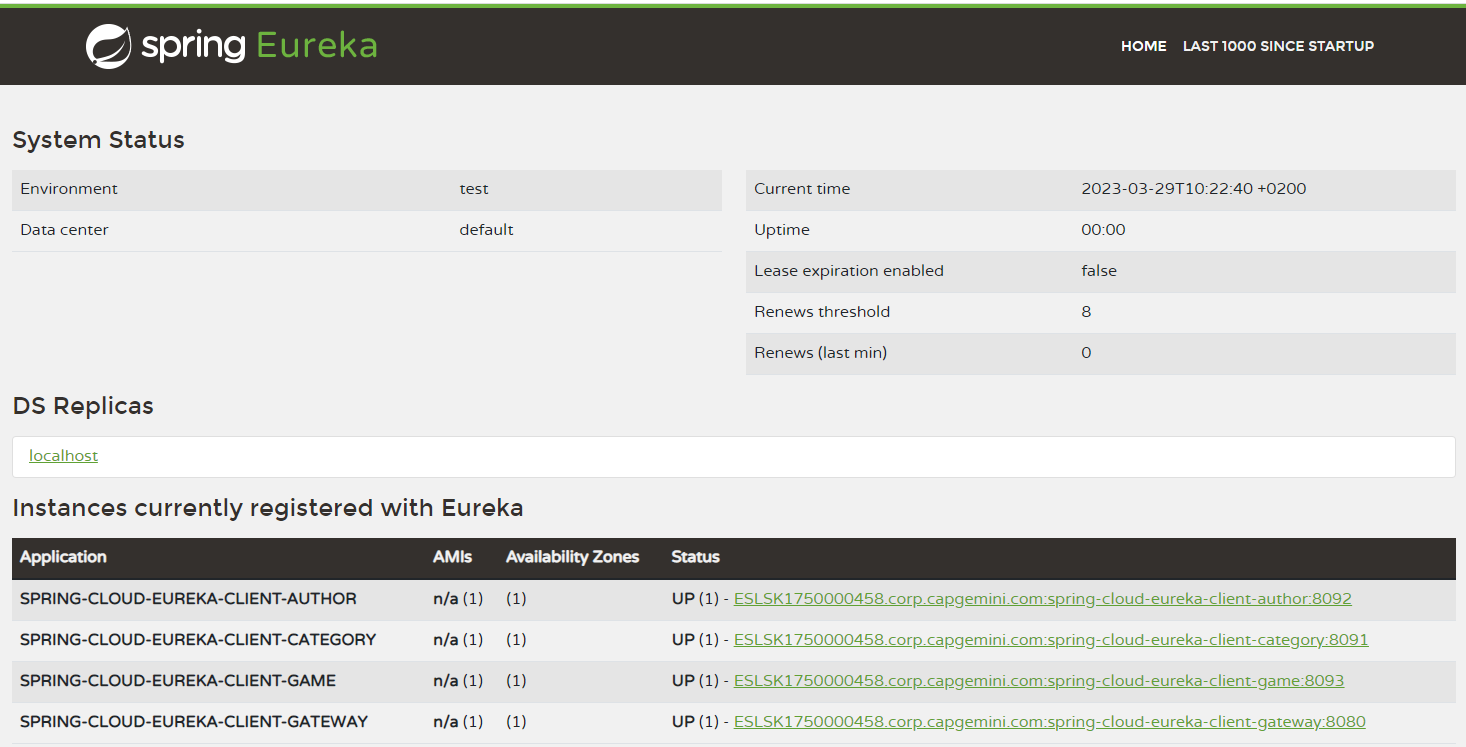 spring Eureka
HOME LAST 1000 SINCE STARTUP
System Status
Environment test
Data center default
Current time 2023-03-29T10:22:40 +0200
Uptime 00:00
Lease expiration enabled false
Renews threshold 8
Renews (last min) 0
DS Replicas
localhost
Instances currently registered with Eureka
Application AMIs Availability Zones Status
SPRING-CLOUD-EUREKA-CLIENT-AUTHOR n/a (1) (1) UP (1) - ESLSK1750000458.corp.capgemini.com:spring-cloud-eureka-client-author:8092
SPRING-CLOUD-EUREKA-CLIENT-CATEGORY n/a (1) (1) UP (1) - ESLSK1750000458.corp.capgemini.com:spring-cloud-eureka-client-category:8091
SPRING-CLOUD-EUREKA-CLIENT-GAME n/a (1) (1) UP (1) - ESLSK1750000458.corp.capgemini.com:spring-cloud-eureka-client-game:8093
SPRING-CLOUD-EUREKA-CLIENT-GATEWAY n/a (1) (1) UP (1) - ESLSK1750000458.corp.capgemini.com:spring-cloud-eureka-client-gateway:8080